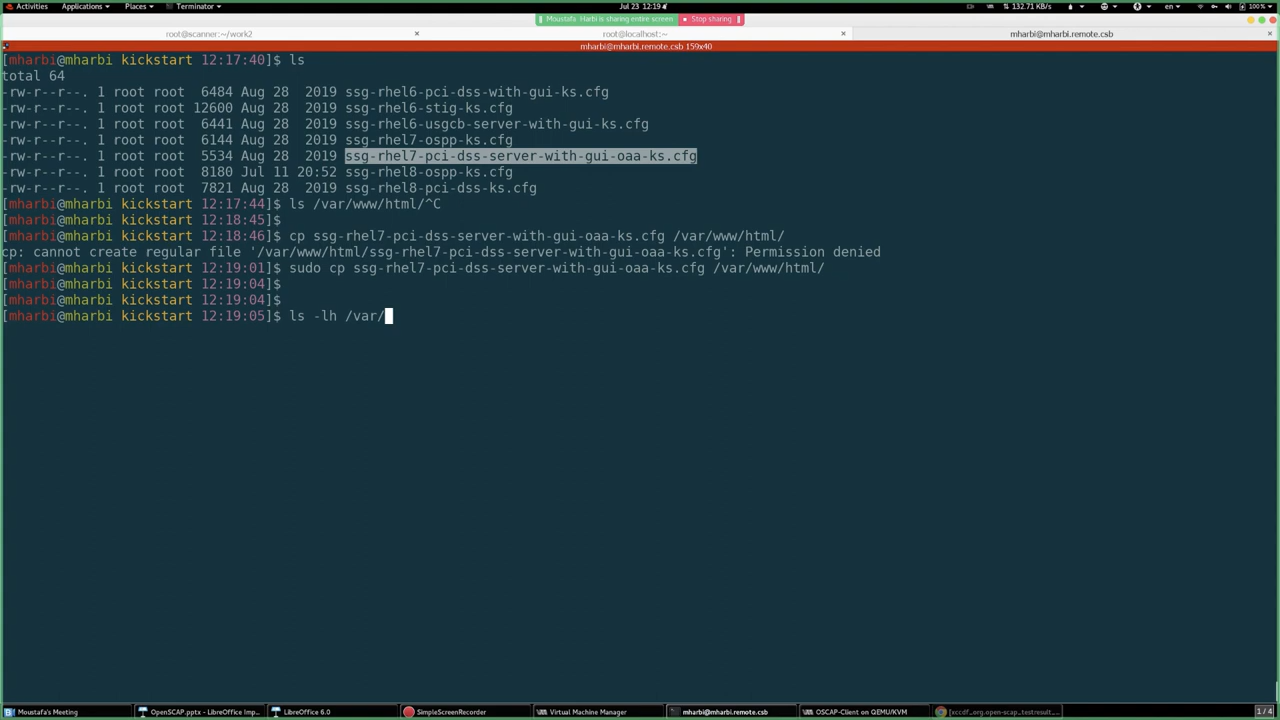 Activities Applications ▾ Places ▾ Terminator ▾ Jul 23 12:19 132.71 KB/s en ▾ 100% ▾
Moustafa Harbi is sharing entire screen Stop sharing
root@scanner:~/work2 × root@localhost:~ × mharbi@mharbi.remote.csb ×
mharbi@mharbi.remote.csb 159x40
[mharbi@mharbi kickstart 12:17:40]$ ls
total 64
-rw-r--r--. 1 root root  6484 Aug 28  2019 ssg-rhel6-pci-dss-with-gui-ks.cfg
-rw-r--r--. 1 root root 12600 Aug 28  2019 ssg-rhel6-stig-ks.cfg
-rw-r--r--. 1 root root  6441 Aug 28  2019 ssg-rhel6-usgcb-server-with-gui-ks.cfg
-rw-r--r--. 1 root root  6144 Aug 28  2019 ssg-rhel7-ospp-ks.cfg
-rw-r--r--. 1 root root  5534 Aug 28  2019 ssg-rhel7-pci-dss-server-with-gui-oaa-ks.cfg
-rw-r--r--. 1 root root  8180 Jul 11 20:52 ssg-rhel8-ospp-ks.cfg
-rw-r--r--. 1 root root  7821 Aug 28  2019 ssg-rhel8-pci-dss-ks.cfg
[mharbi@mharbi kickstart 12:17:44]$ ls /var/www/html/^C
[mharbi@mharbi kickstart 12:18:45]$
[mharbi@mharbi kickstart 12:18:46]$ cp ssg-rhel7-pci-dss-server-with-gui-oaa-ks.cfg /var/www/html/
cp: cannot create regular file '/var/www/html/ssg-rhel7-pci-dss-server-with-gui-oaa-ks.cfg': Permission denied
[mharbi@mharbi kickstart 12:19:01]$ sudo cp ssg-rhel7-pci-dss-server-with-gui-oaa-ks.cfg /var/www/html/
[mharbi@mharbi kickstart 12:19:04]$
[mharbi@mharbi kickstart 12:19:04]$
[mharbi@mharbi kickstart 12:19:05]$ ls -lh /var/
Moustafa's Meeting OpenSCAP.pptx - LibreOffice Imp... LibreOffice 6.0 SimpleScreenRecorder Virtual Machine Manager mharbi@mharbi.remote.csb OSCAP-Client on QEMU/KVM xccdf_org.open-scap_testresult... 1 / 4